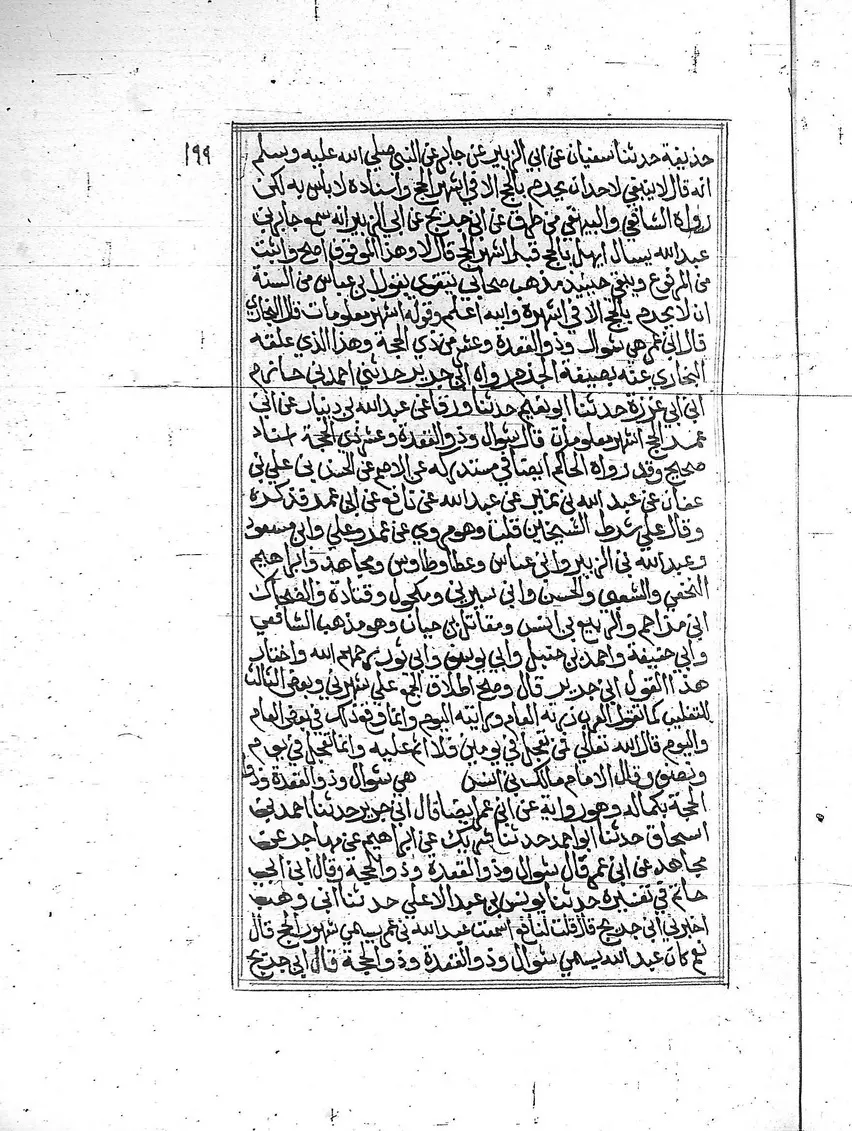 ١٩٩
حذيفة حدثنا سفيان عن ابي الزبير عن جابر عن النبي صلي الله عليه وسلم
انه قال لا ينبغي لاحد ان يحرم بالحج الا في اشهر الحج واسناده لا باس به لكن
رواه الشافعي والبيهقي من طرق عن ابن جريج عن ابي الزبير انه سمع جابر بن
عبد الله يسال ايهل بالحج قبل اشهر الحج قال لا وهذا الموقوف اصح واثبت
من المرفوع ويبقي حينيد مذهب صحابي يتقوي بقول ابن عباس من السنة
ان لا يحرم بالحج الا في اشهره والله اعلم وقوله اشهر معلومات قال البخاري
قال ابن عمر هي شوال وذو القعدة وعشر من ذي الحجة وهذا الذي علقه
البخاري عنه بصيغة الجزم رواه ابن جرير حدثني احمد بن حازم
ابن ابي غرزة حدثنا ابو نعيم حدثنا ورقا عن عبد الله بن دينار عن ابن
عمر الحج اشهر معلومات قال شوال وذو القعدة وعشر ذي الحجة اسناد
صحيح وقد رواه الحاكم ايضا في مستدركه عن الاصم عن الحسن بن علي بن
عفان عن عبد الله بن نمير عن عبد الله عن نافع عن ابن عمر فذكره
وقال علي شرط الشيخين قلت وهو مروي عن عمر وعلي وابن مسعود
وعبد الله بن الزبير وابن عباس وعطا وطاوس ومجاهد وابراهيم
النخعي والشعبي والحسن وابن سيرين ومكحول وقتادة والضحاك
ابن مزاحم والربيع بن انس ومقاتل بن حيان وهو مذهب الشافعي
وابي حنيفة واحمد بن حنبل وابي يوسف وابي ثور رحمهم الله واختار
هذا القول ابن جرير قال وصح اطلاق الجمع علي شهرين وبعض الثالث
للتغليب كما تقول العرب زرته العام ورايته اليوم وانما وقع ذلك في بعض العام
واليوم قال الله تعالي فمن تعجل في يومين فلا اثم عليه وانما تعجل في يوم
ونصف وقال الامام مالك بن انس هي شوال وذو القعدة وذو
الحجة بكماله وهو رواية عن ابن عمر ايضا قال ابن جرير حدثنا احمد بن
اسحاق حدثنا ابو احمد حدثنا شريك عن ابراهيم عن مهاجر عن
مجاهد عن ابن عمر قال شوال وذو القعدة وذو الحجة وقال ابن ابي
حاتم في تفسيره حدثنا يونس بن عبد الاعلي حدثنا ابن وهب
اخبرني ابن جريج قال قلت لنافع اسمعت عبد الله بن عمر يسمي شهور الحج قال
نعم كان عبد الله يسمي شوال وذو القعدة وذو الحجة قال ابن جريج